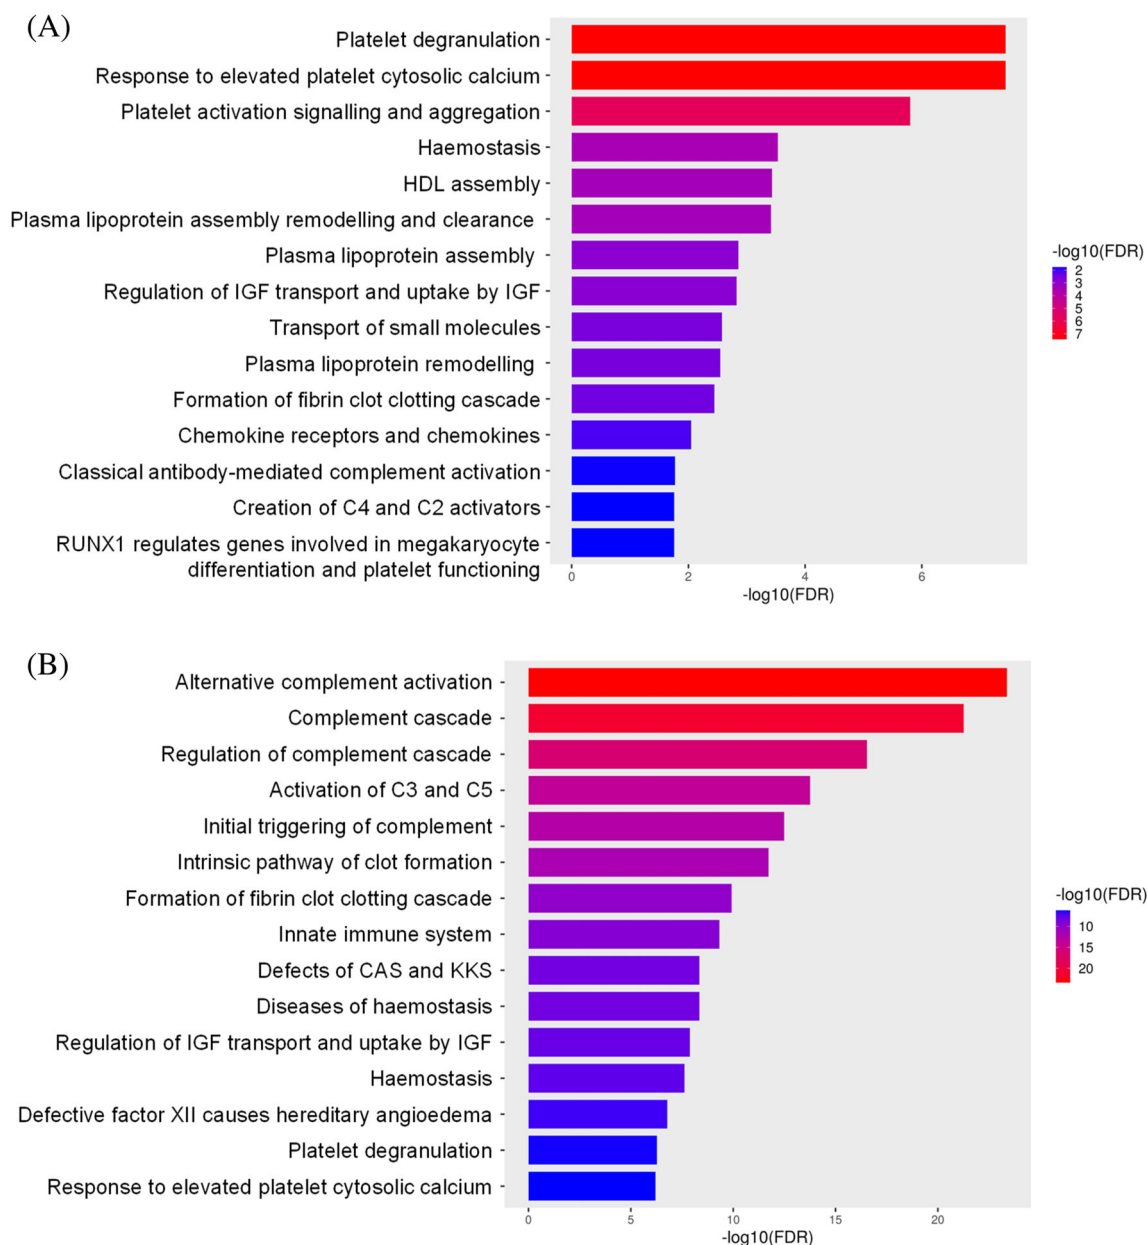 (A)
Platelet degranulation
Response to elevated platelet cytosolic calcium
Platelet activation signalling and aggregation
Haemostasis
HDL assembly
Plasma lipoprotein assembly remodelling and clearance
Plasma lipoprotein assembly
Regulation of IGF transport and uptake by IGF
Transport of small molecules
Plasma lipoprotein remodelling
Formation of fibrin clot clotting cascade
Chemokine receptors and chemokines
Classical antibody-mediated complement activation
Creation of C4 and C2 activators
RUNX1 regulates genes involved in megakaryocyte
differentiation and platelet functioning
0 2 4 6
-log10(FDR)
-log10(FDR)
2
3
4
5
6
7
(B)
Alternative complement activation
Complement cascade
Regulation of complement cascade
Activation of C3 and C5
Initial triggering of complement
Intrinsic pathway of clot formation
Formation of fibrin clot clotting cascade
Innate immune system
Defects of CAS and KKS
Diseases of haemostasis
Regulation of IGF transport and uptake by IGF
Haemostasis
Defective factor XII causes hereditary angioedema
Platelet degranulation
Response to elevated platelet cytosolic calcium
0 5 10 15 20
-log10(FDR)
-log10(FDR)
10
15
20